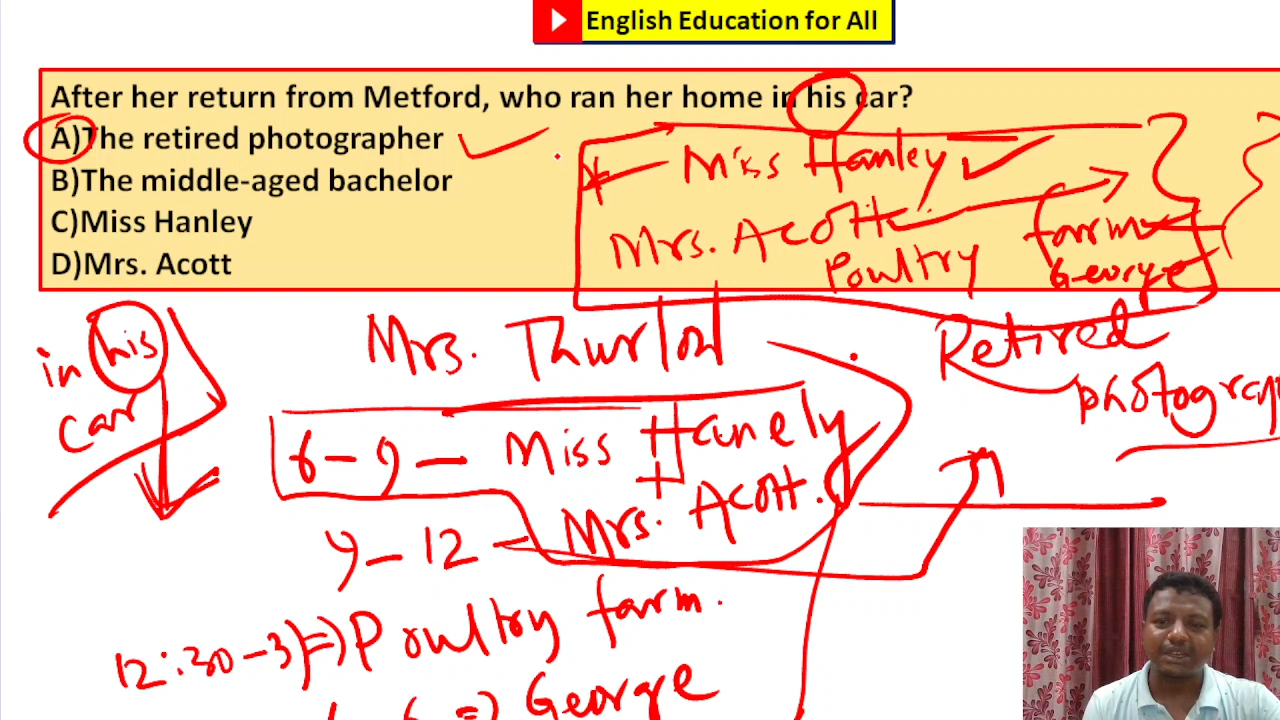 English Education for All
After her return from Metford, who ran her home in his car?
A)The retired photographer
B)The middle-aged bachelor
C)Miss Hanley
D)Mrs. Acott
Miss Hanley
Mrs. Acott
Poultry farm
George
Retired
photograp
in his
car
Mrs. Thurlow
6-9 - Miss Hanely
Mrs. Acott.
9-12 -
12:30-3) => Poultry farm.
6 => George